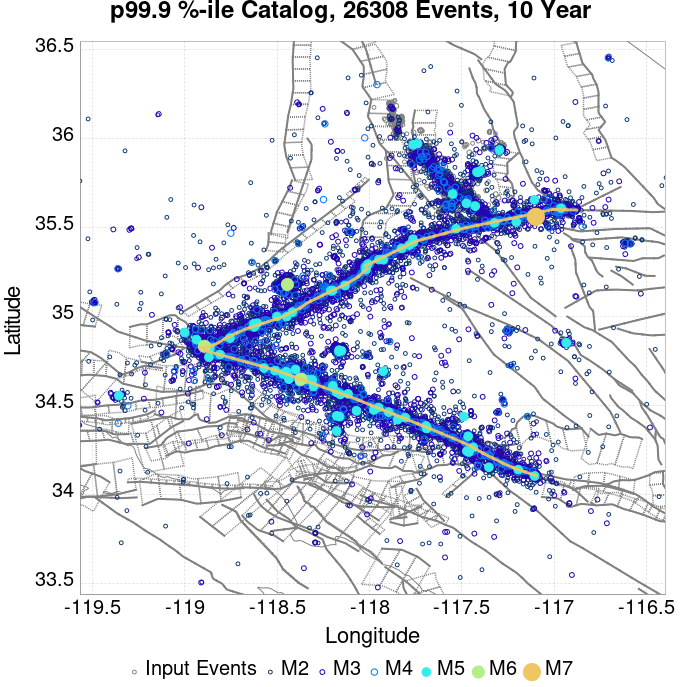 p99.9 %-ile Catalog, 26308 Events, 10 Year
36.5
36
35.5
35
34.5
34
33.5
Latitude
-119.5 -119 -118.5 -118 -117.5 -117 -116.5
Longitude
Input Events M2 M3 M4 M5 M6 M7